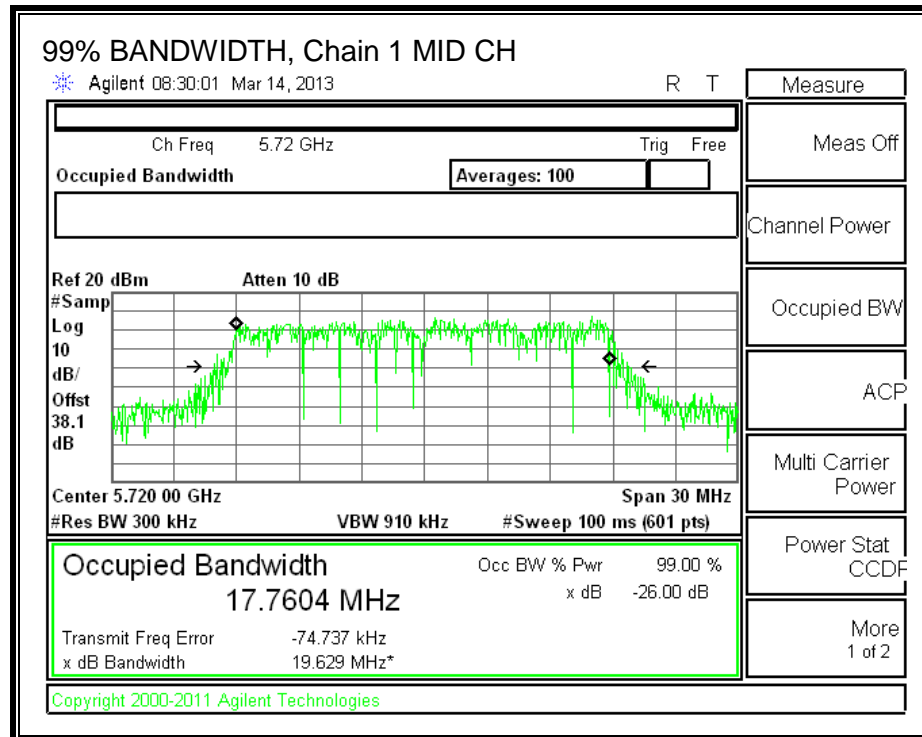 99% BANDWIDTH, Chain 1 MID CH
Agilent 08:30:01 Mar 14, 2013 R T
Measure
Ch Freq 5.72 GHz Trig Free
Meas Off
Occupied Bandwidth Averages: 100
Channel Power
Ref 20 dBm Atten 10 dB
#Samp
Log
10
dB/
Offst
38.1
dB
Occupied BW
ACP
Multi Carrier
Power
Center 5.720 00 GHz Span 30 MHz
#Res BW 300 kHz VBW 910 kHz #Sweep 100 ms (601 pts)
Power Stat
CCDF
Occupied Bandwidth Occ BW % Pwr 99.00 %
17.7604 MHz x dB -26.00 dB
Transmit Freq Error -74.737 kHz
x dB Bandwidth 19.629 MHz*
More
1 of 2
Copyright 2000-2011 Agilent Technologies